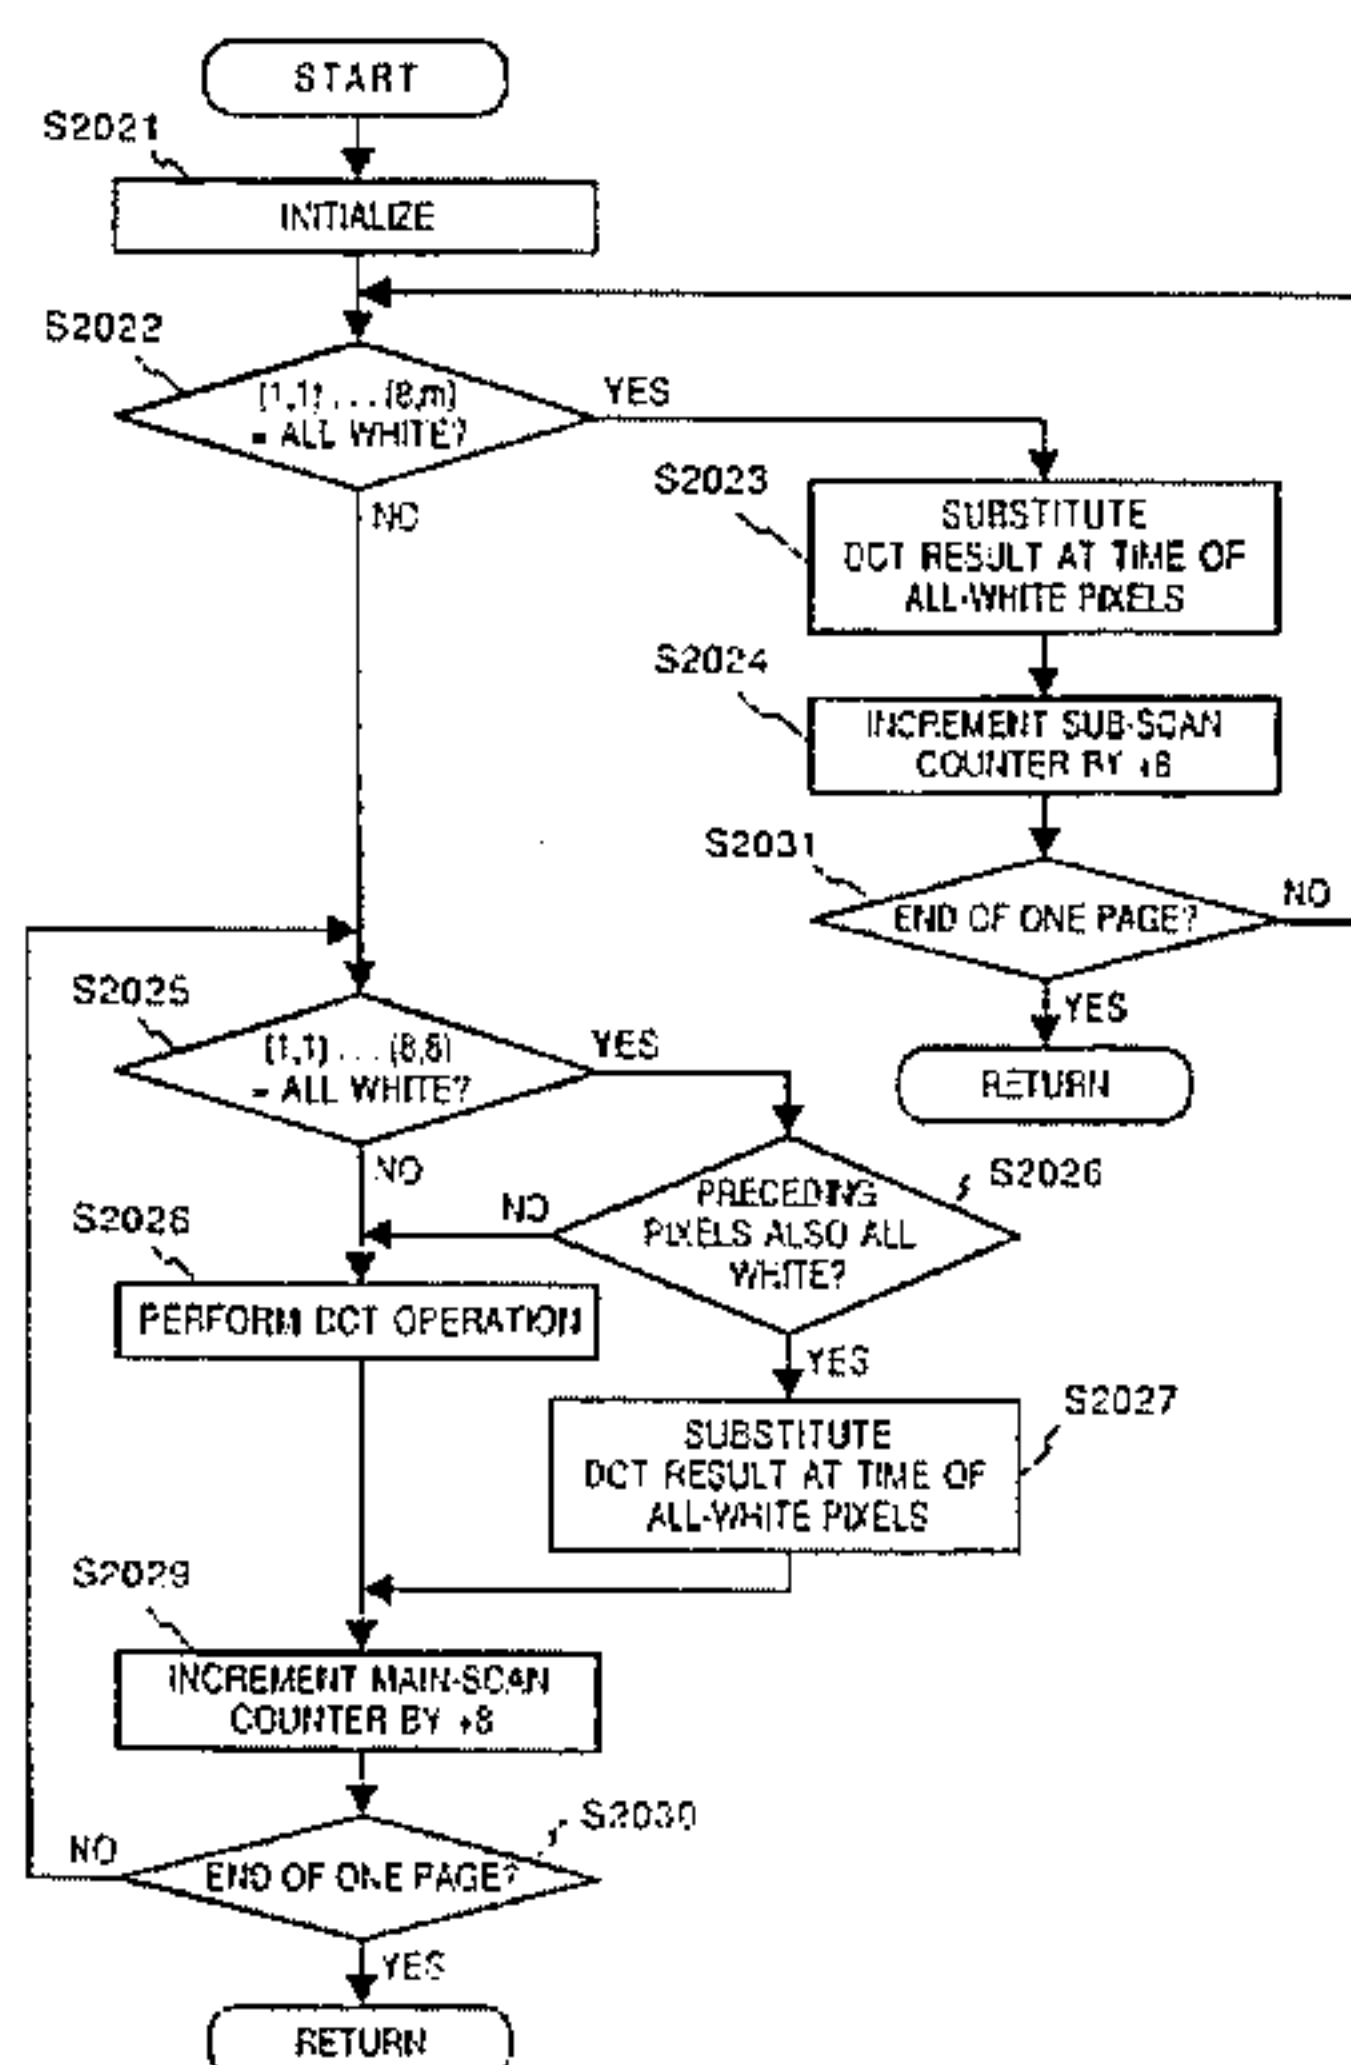 START
S2021
INITIALIZE
S2022
(1,1) . . . (8,m)
= ALL WHITE?
YES
NO
S2023
SUBSTITUTE
DCT RESULT AT TIME OF
ALL-WHITE PIXELS
S2024
INCREMENT SUB-SCAN
COUNTER BY +8
S2031
END OF ONE PAGE?
NO
YES
RETURN
S2025
(1,1) . . . (8,8)
= ALL WHITE?
YES
NO
S2026
PRECEDING
PIXELS ALSO ALL
WHITE?
NO
YES
PERFORM DCT OPERATION
S2027
SUBSTITUTE
DCT RESULT AT TIME OF
ALL-WHITE PIXELS
S2029
INCREMENT MAIN-SCAN
COUNTER BY +8
S2030
END OF ONE PAGE?
NO
YES
RETURN